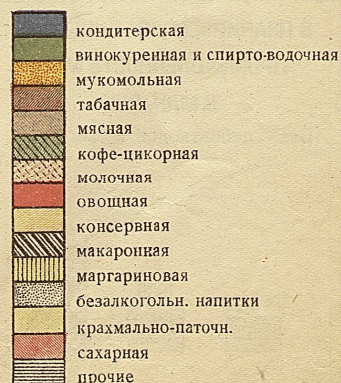 кондитерская
винокуренная и спирто-водочная
мукомольная
табачная
мясная
кофе-цикорная
молочная
овощная
консервная
макаронная
маргариновая
безалкогольн. напитки
крахмально-паточн.
сахарная
прочие